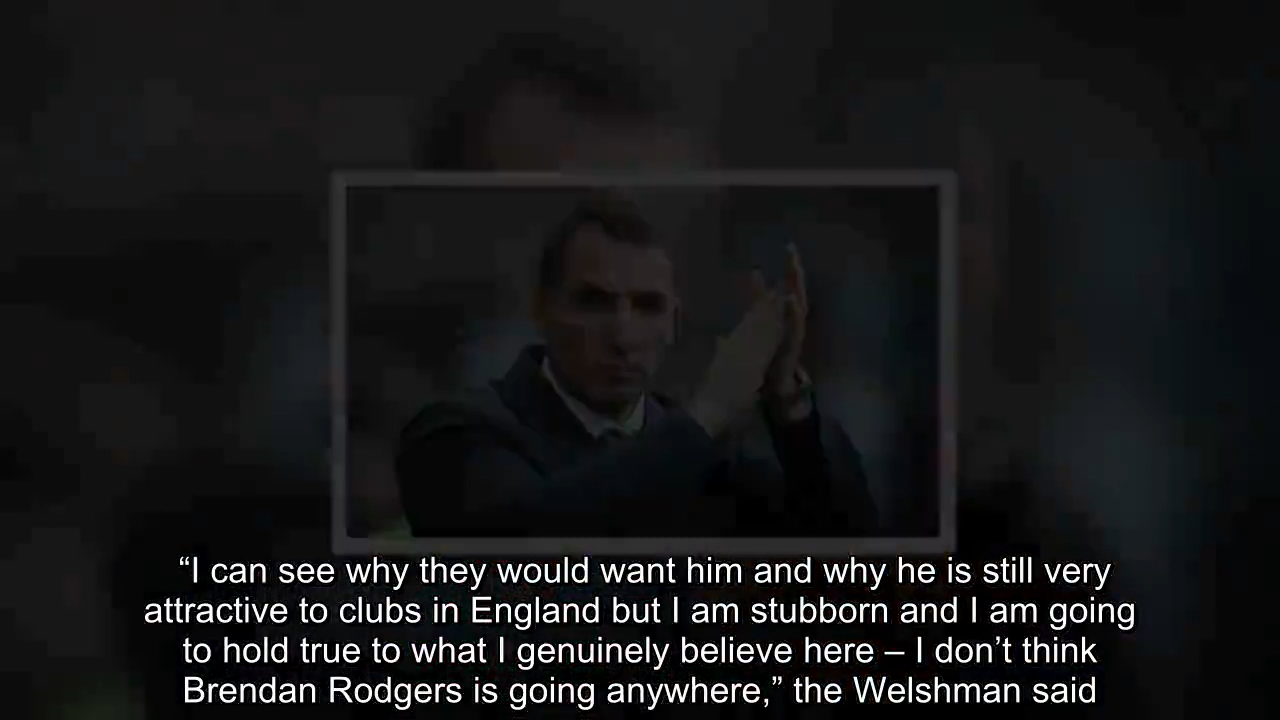 “I can see why they would want him and why he is still very
attractive to clubs in England but I am stubborn and I am going
to hold true to what I genuinely believe here – I don’t think
Brendan Rodgers is going anywhere,” the Welshman said